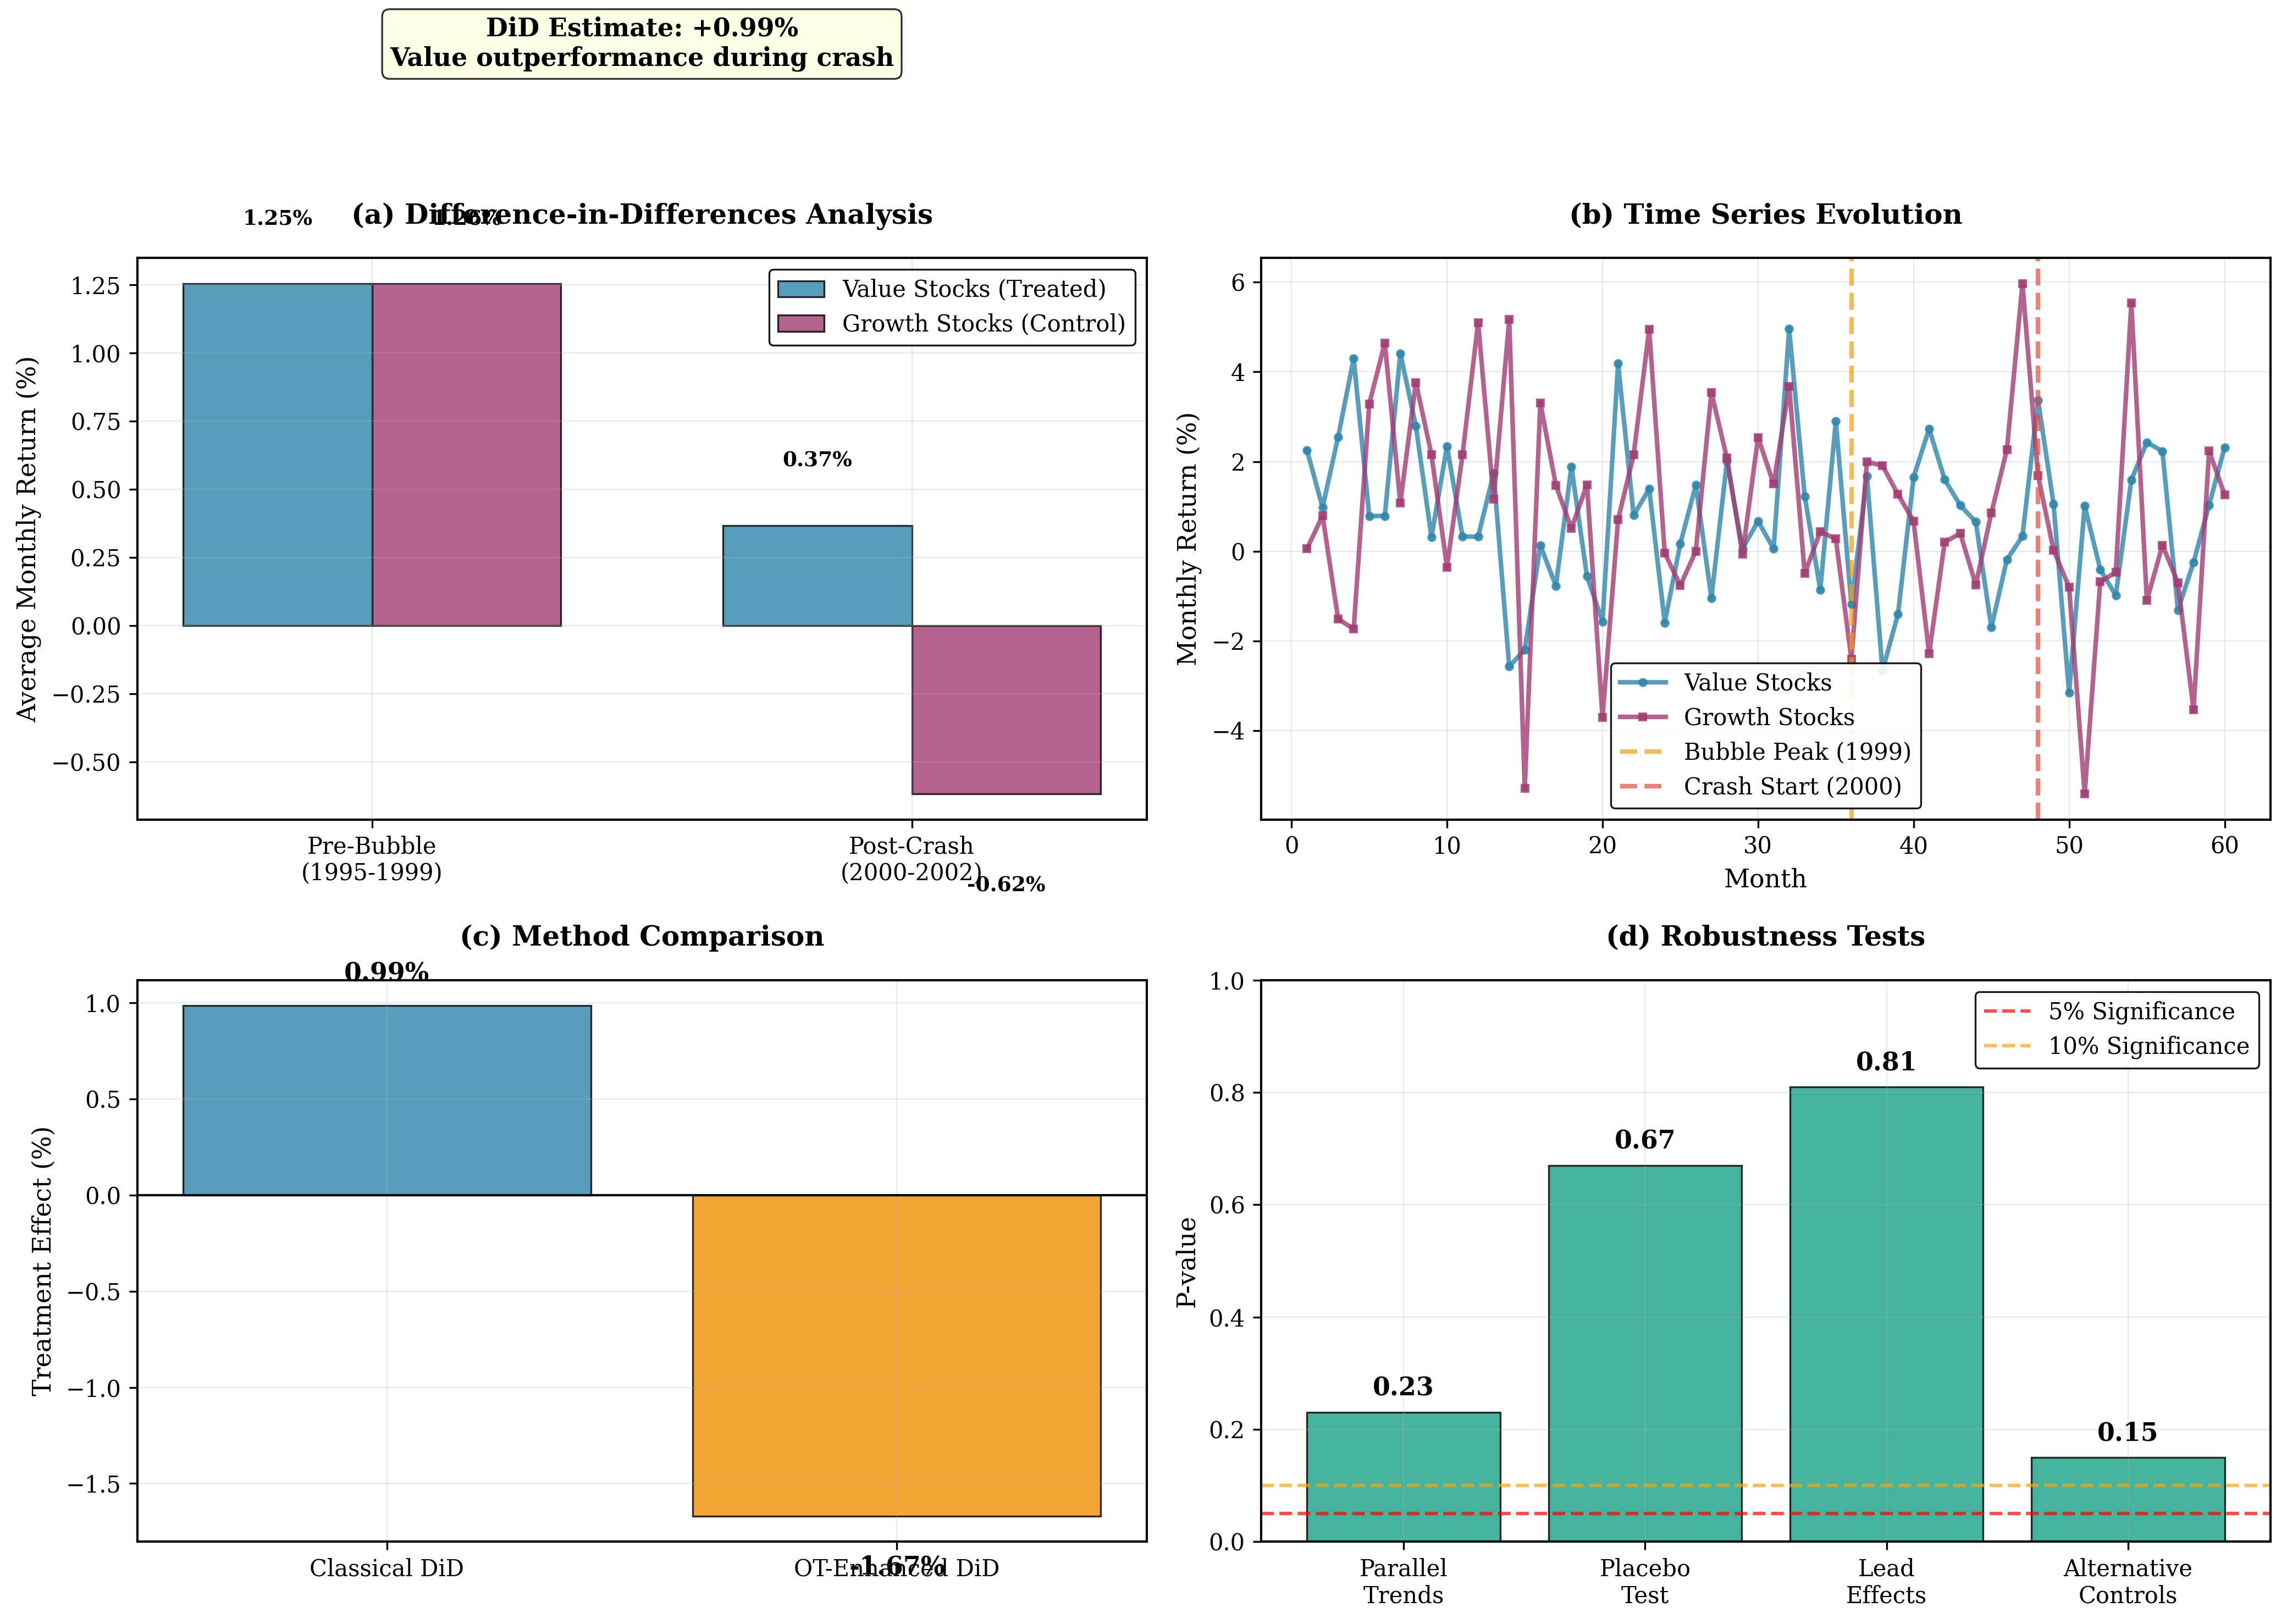 DiD Estimate: +0.99%
Value outperformance during crash
(a) Difference-in-Differences Analysis
1.25%
1.26%
Average Monthly Return (%)
1.25
1.00
0.75
0.50
0.25
0.00
−0.25
−0.50
Value Stocks (Treated)
Growth Stocks (Control)
0.37%
-0.62%
Pre-Bubble
(1995-1999)
Post-Crash
(2000-2002)
(b) Time Series Evolution
Monthly Return (%)
6
4
2
0
−2
−4
Value Stocks
Growth Stocks
Bubble Peak (1999)
Crash Start (2000)
0
10
20
30
40
50
60
Month
(c) Method Comparison
0.99%
Treatment Effect (%)
1.0
0.5
0.0
−0.5
−1.0
−1.5
-1.67%
Classical DiD
OT-Enhanced DiD
(d) Robustness Tests
P-value
1.0
0.8
0.6
0.4
0.2
0.0
5% Significance
10% Significance
0.23
0.67
0.81
0.15
Parallel
Trends
Placebo
Test
Lead
Effects
Alternative
Controls